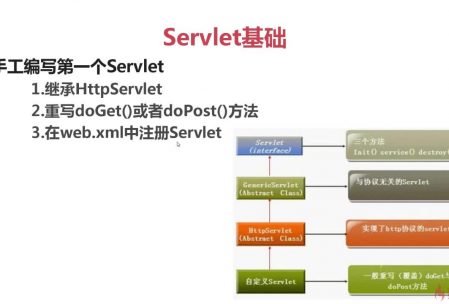 Servlet基础
手工编写第一个Servlet
1.继承HttpServlet
2.重写doGet()或者doPost()方法
3.在web.xml中注册Servlet
Servlet
(interface)
三个方法
Init() service() destroy(
GenericServlet
(Abstract Class)
与协议无关的Servlet
HttpServlet
(Abstract Class)
实现了http协议的servle
自定义Servlet
一般重写（覆盖）doGet与
doPost方法